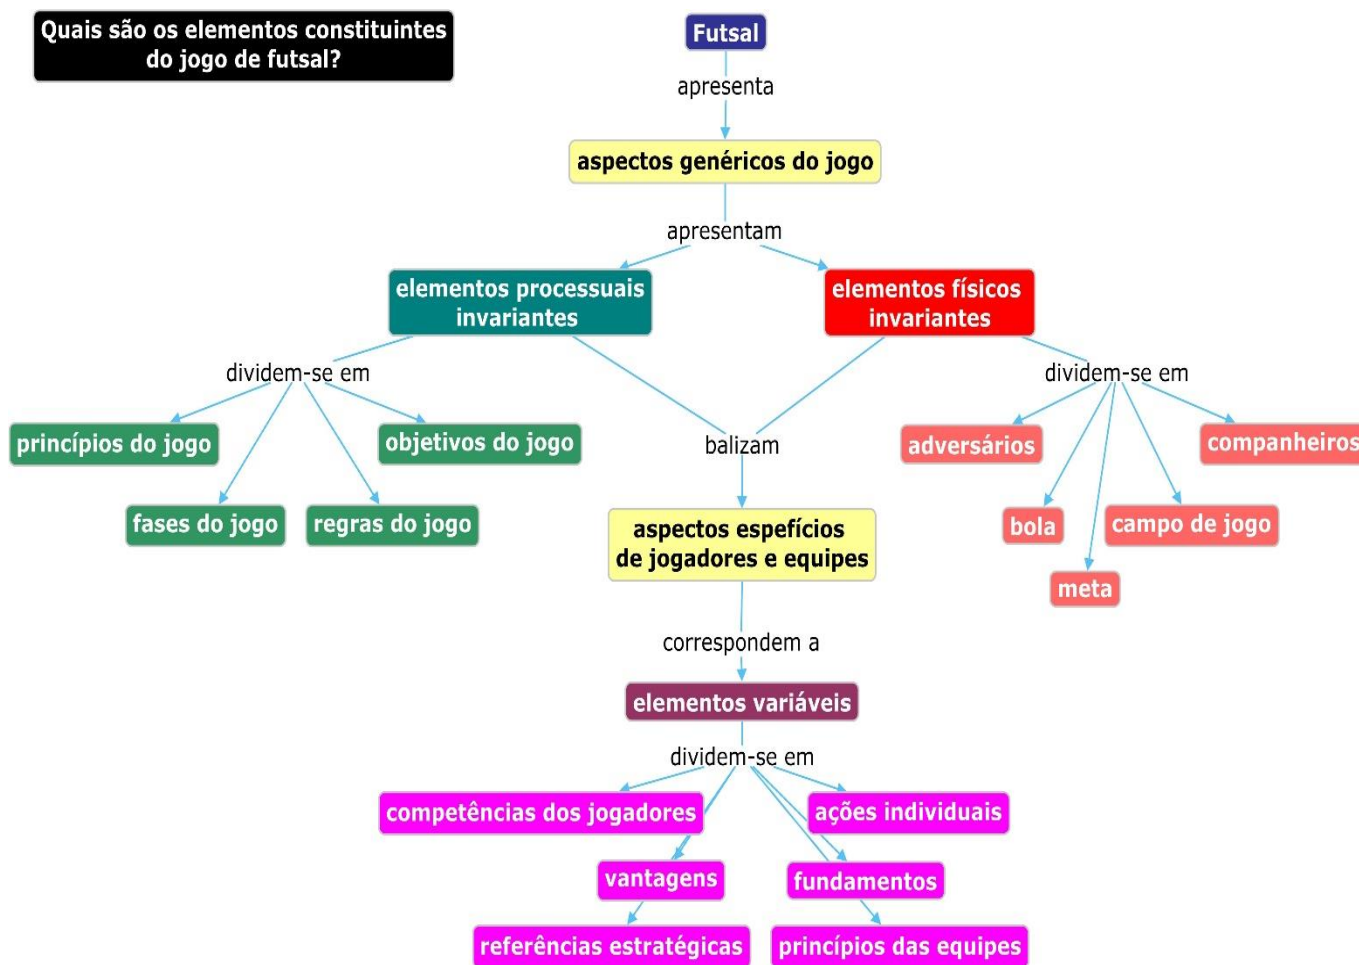 Quais são os elementos constituintes
do jogo de futsal?
Futsal
apresenta
aspectos genéricos do jogo
apresentam
elementos processuais
invariantes
elementos físicos
invariantes
dividem-se em
dividem-se em
princípios do jogo
objetivos do jogo
balizam
adversários
companheiros
fases do jogo
regras do jogo
bola
campo de jogo
aspectos espefícios
de jogadores e equipes
meta
correspondem a
elementos variáveis
dividem-se em
competências dos jogadores
ações individuais
vantagens
fundamentos
referências estratégicas
princípios das equipes